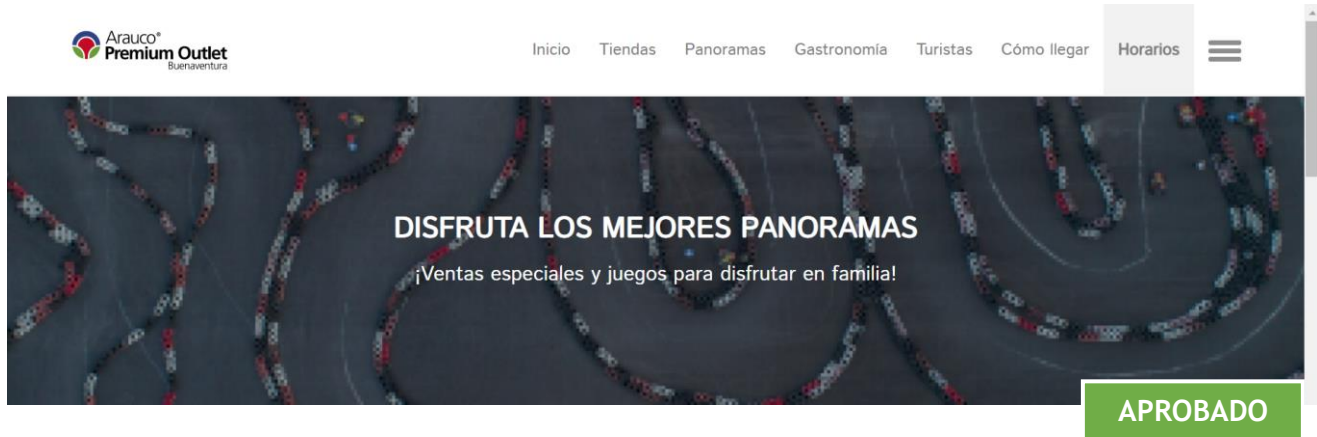 Arauco®
Premium Outlet
Buenaventura
Inicio Tiendas Panoramas Gastronomía Turistas Cómo llegar Horarios
DISFRUTA LOS MEJORES PANORAMAS
¡Ventas especiales y juegos para disfrutar en familia!
APROBADO